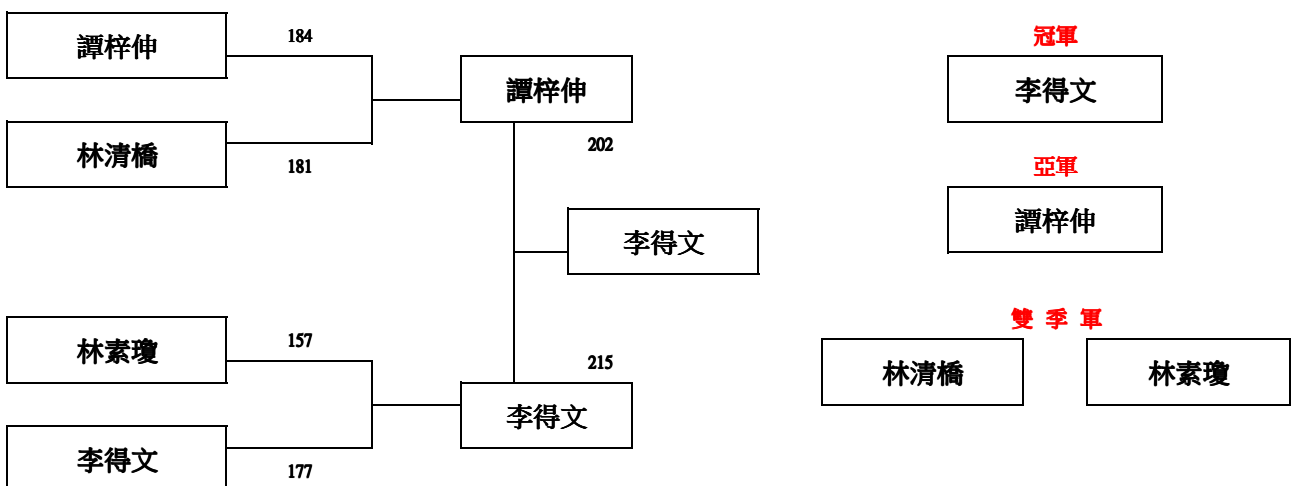 譚梓伸
184
林清橋
181
譚梓伸
202
李得文
林素瓊
157
李得文
177
215
李得文
冠軍
李得文
亞軍
譚梓伸
雙 季 軍
林清橋
林素瓊